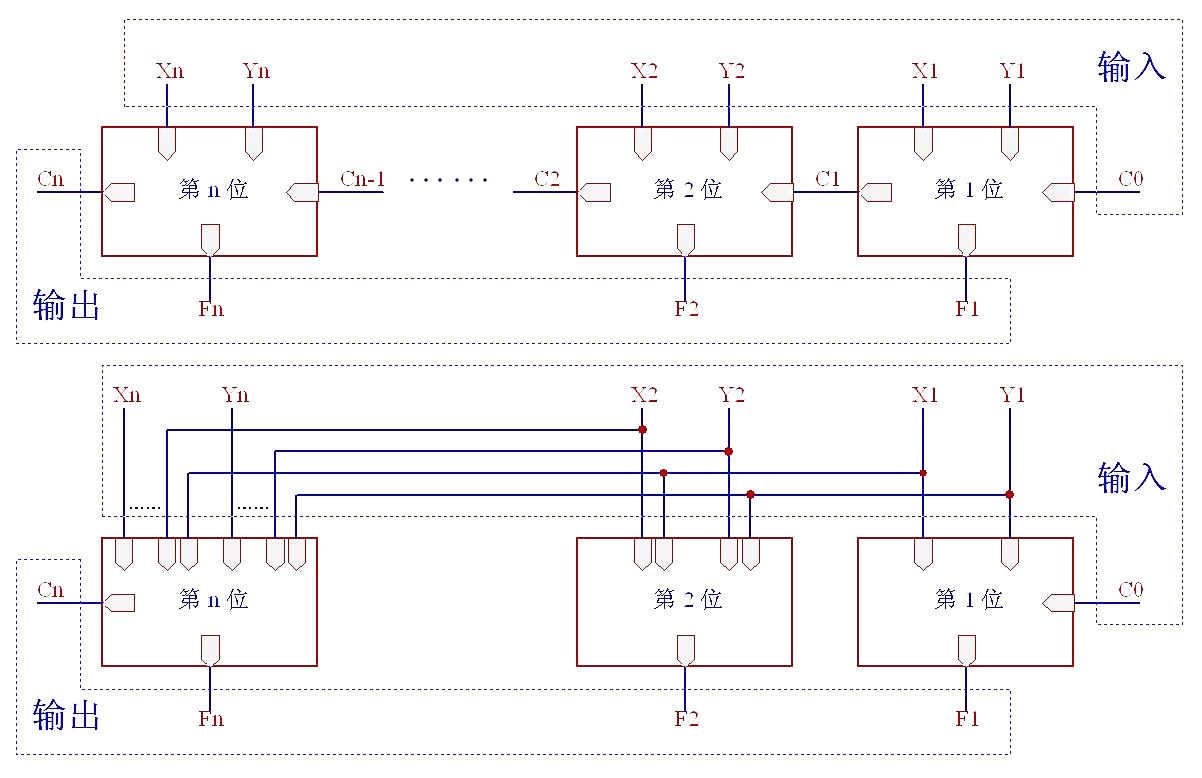 输入
Xn Yn X2 Y2 X1 Y1
Cn 第 n 位 Cn-1 ······ C2 第 2 位 C1 第 1 位 C0
输出
Fn F2 F1
Xn Yn X2 Y2 X1 Y1
输入
...... ......
Cn 第 n 位 第 2 位 第 1 位 C0
输出
Fn F2 F1